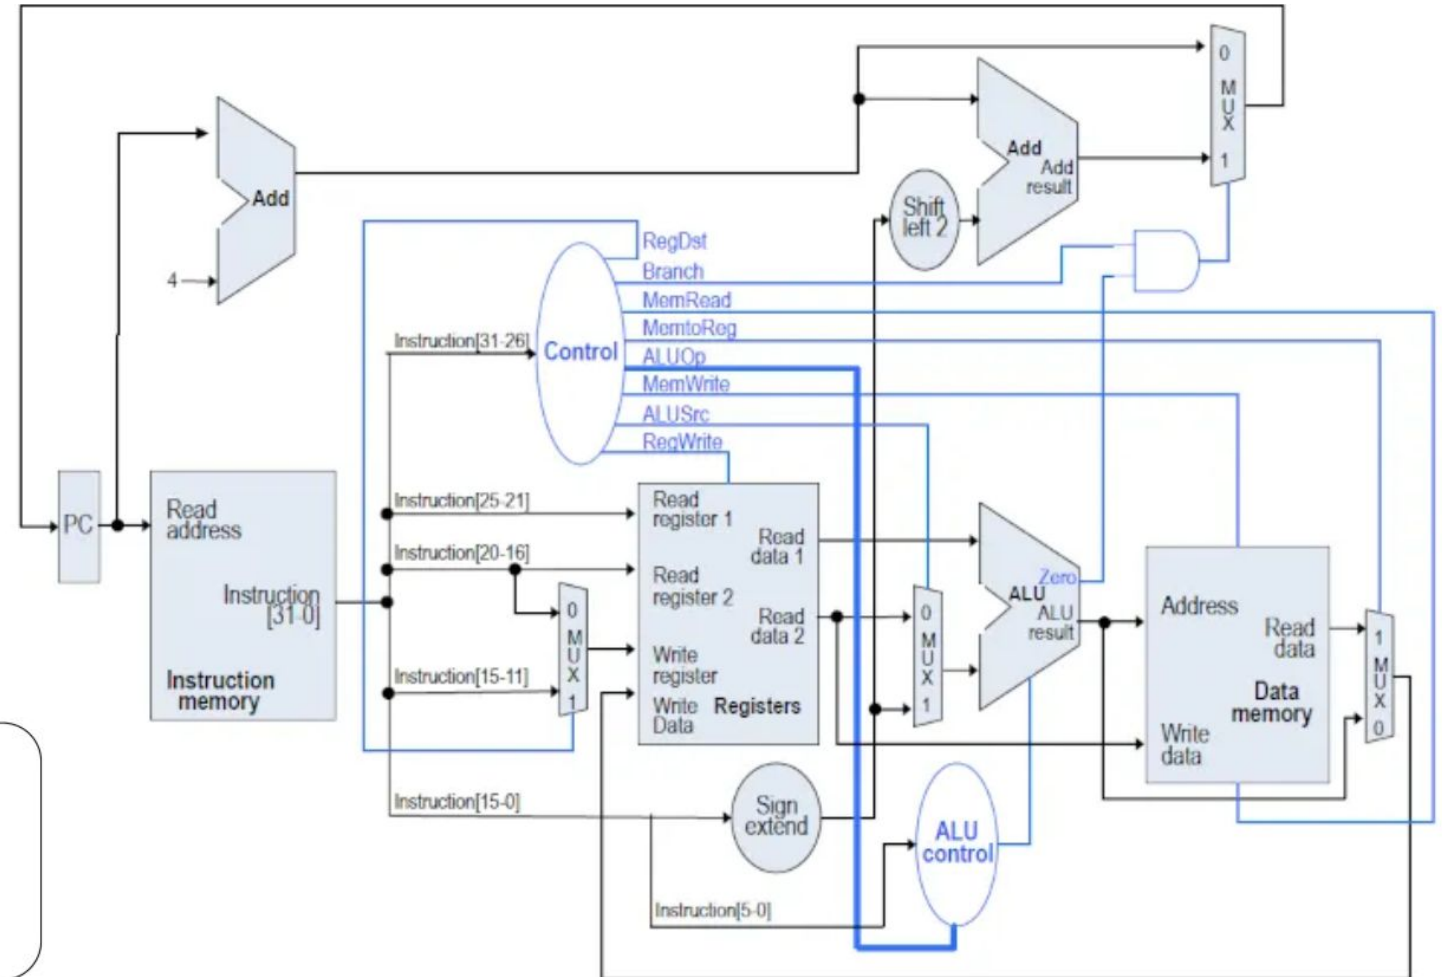 0
M
U
X
1
Add
Add
result
Shift
left 2
Add
4
RegDst
Branch
MemRead
MemtoReg
ALUOp
MemWrite
ALUSrc
RegWrite
Control
Instruction[31-26]
PC
Read
address
Instruction
[31-0]
Instruction
memory
Instruction[25-21]
Instruction[20-16]
Instruction[15-11]
Instruction[15-0]
0
M
U
X
1
Read
register 1
Read
register 2
Write
register
Write
Data
Registers
Read
data 1
Read
data 2
0
M
U
X
1
Zero
ALU
ALU
result
Address
Read
data
Data
memory
Write
data
1
M
U
X
0
Sign
extend
ALU
control
Instruction[5-0]